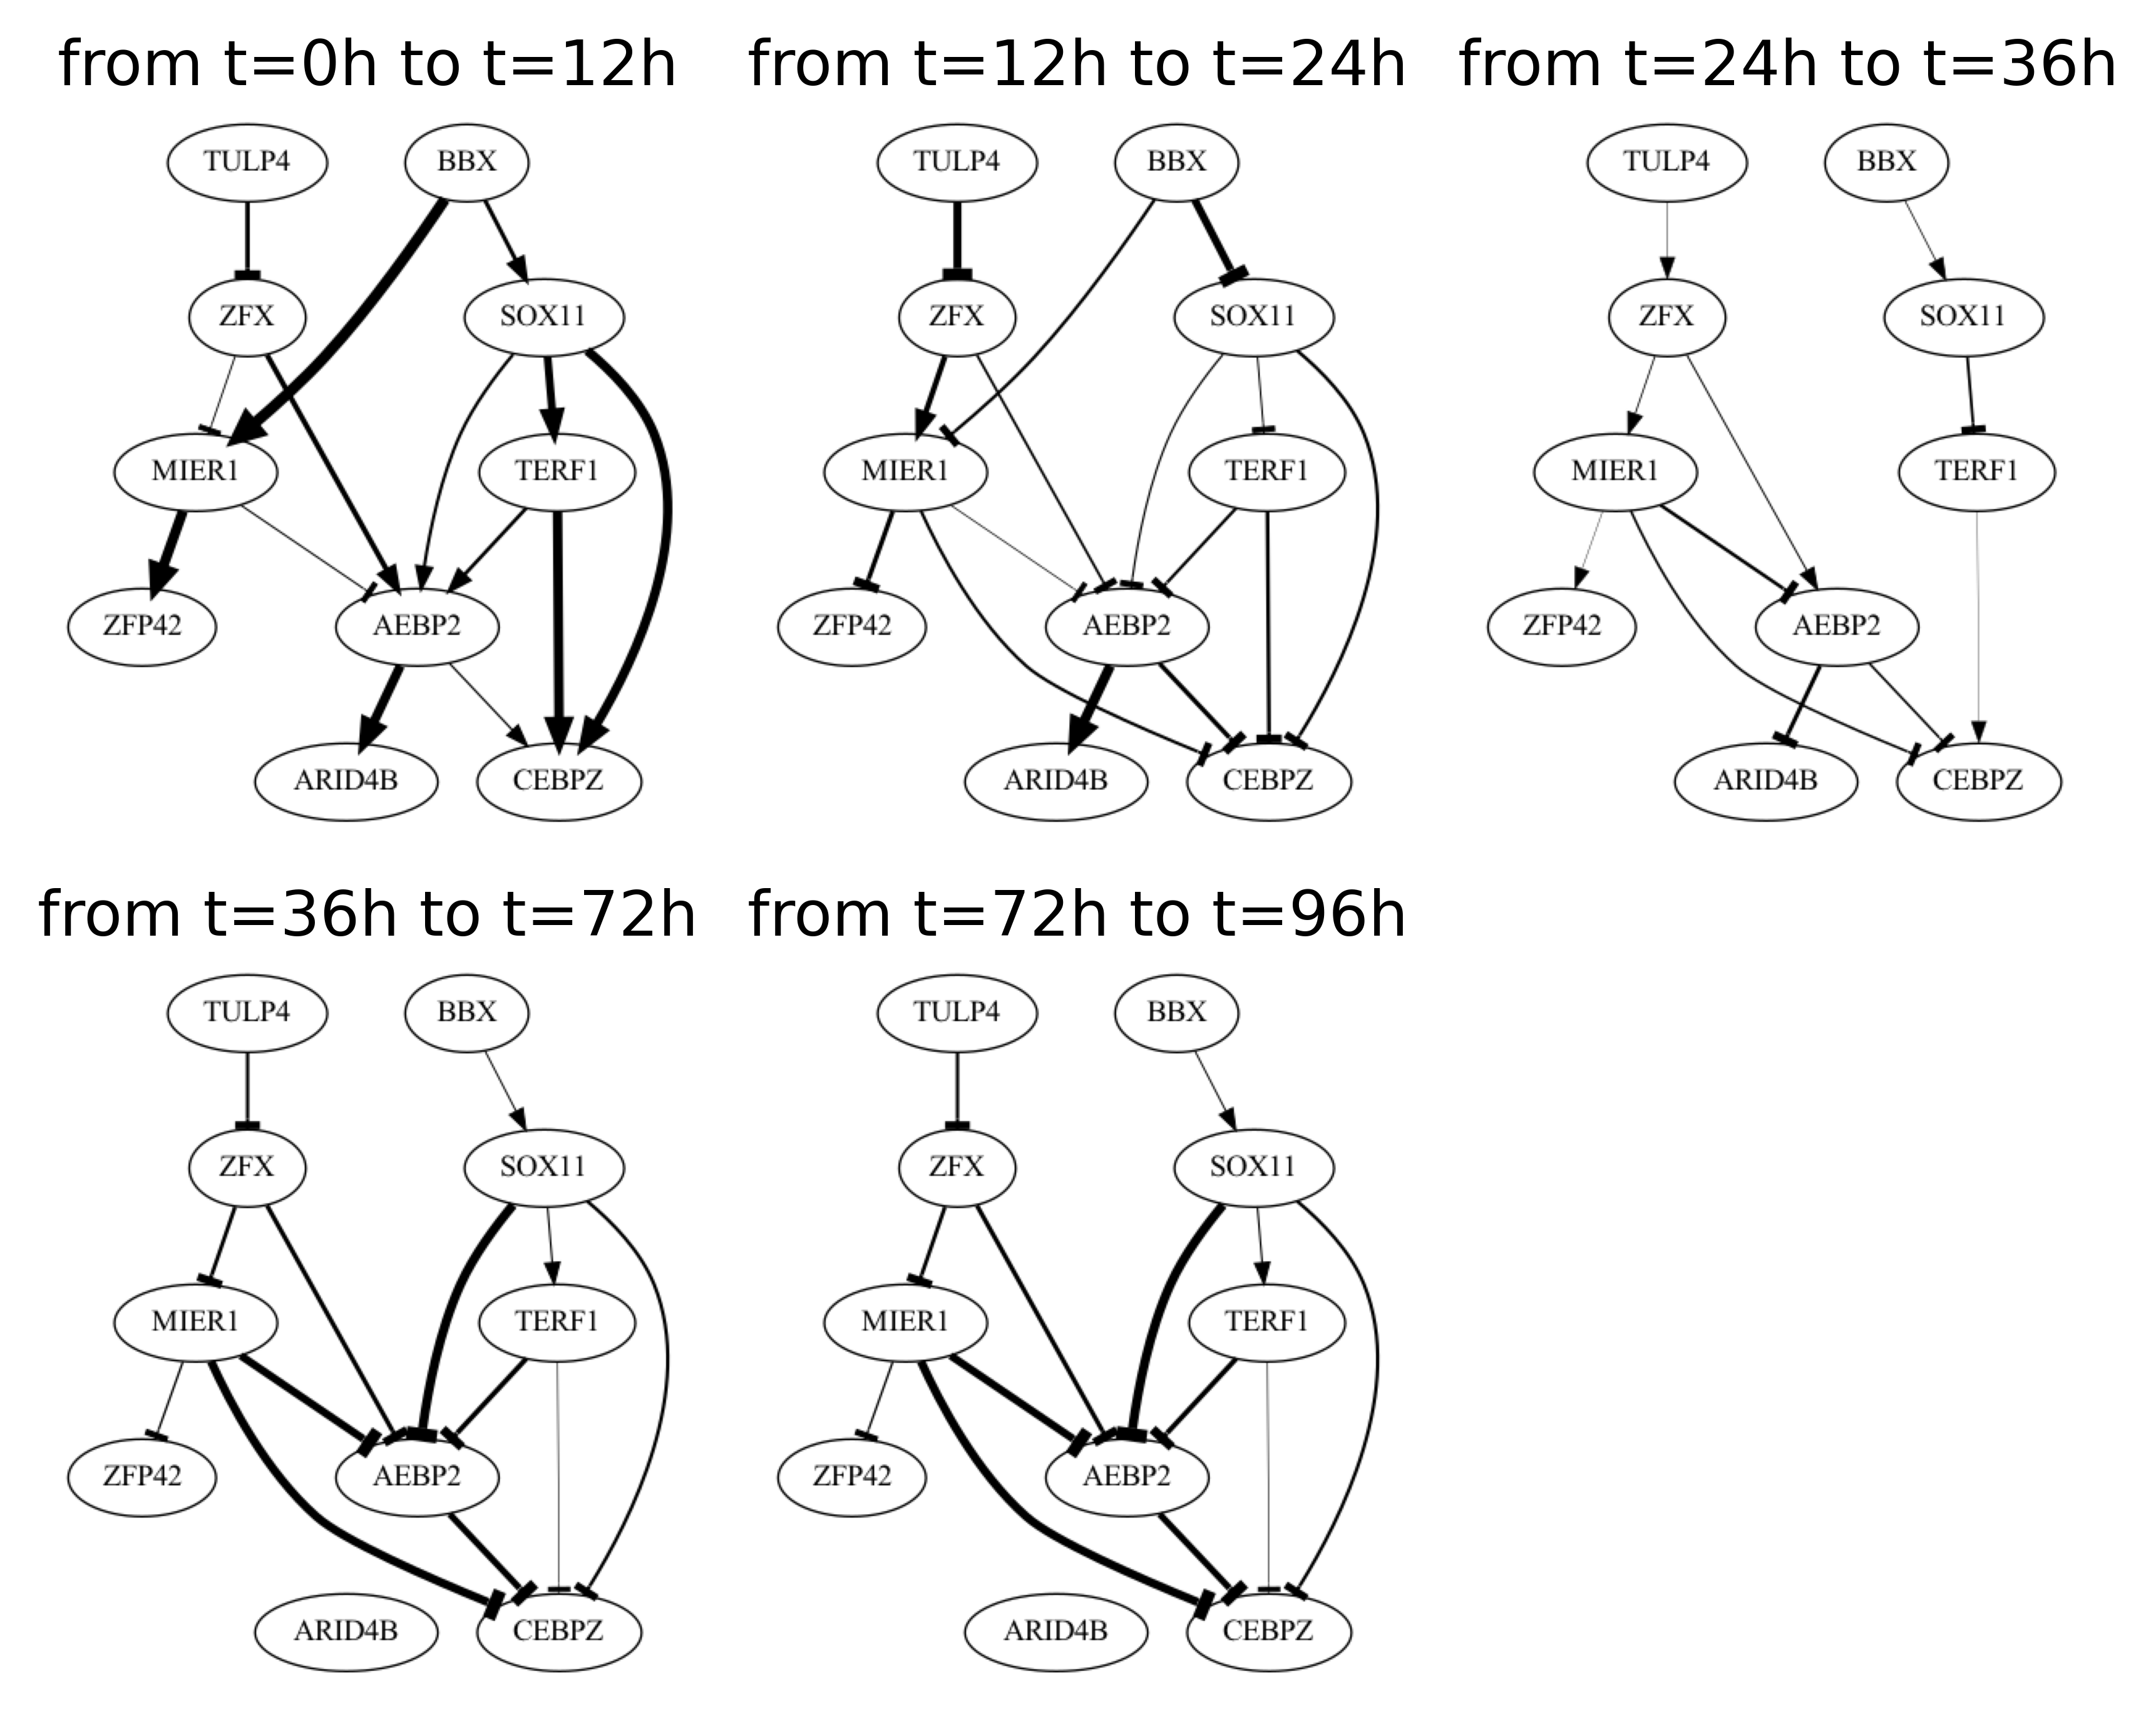 from t=0h to t=12h
TULP4 BBX
ZFX SOX11
MIER1 TERF1
ZFP42 AEBP2
ARID4B CEBPZ
from t=12h to t=24h
TULP4 BBX
ZFX SOX11
MIER1 TERF1
ZFP42 AEBP2
ARID4B CEBPZ
from t=24h to t=36h
TULP4 BBX
ZFX SOX11
MIER1 TERF1
ZFP42 AEBP2
ARID4B CEBPZ
from t=36h to t=72h
TULP4 BBX
ZFX SOX11
MIER1 TERF1
ZFP42 AEBP2
ARID4B CEBPZ
from t=72h to t=96h
TULP4 BBX
ZFX SOX11
MIER1 TERF1
ZFP42 AEBP2
ARID4B CEBPZ